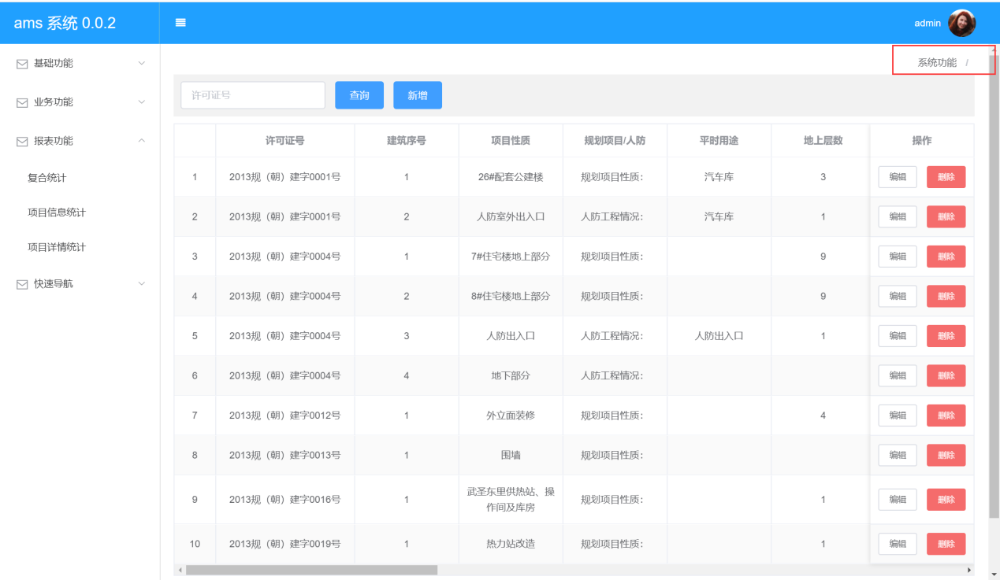 ams 系统 0.0.2
admin
系统功能 /
基础功能
业务功能
报表功能
复合统计
项目信息统计
项目详情统计
快速导航
许可证号 查询 新增
许可证号 建筑序号 项目性质 规划项目/人防 平时用途 地上层数 操作
1 2013规（朝）建字0001号 1 26#配套公建楼 规划项目性质： 汽车库 3 编辑 删除
2 2013规（朝）建字0001号 2 人防室外出入口 人防工程情况： 汽车库 1 编辑 删除
3 2013规（朝）建字0004号 1 7#住宅楼地上部分 规划项目性质： 9 编辑 删除
4 2013规（朝）建字0004号 2 8#住宅楼地上部分 规划项目性质： 9 编辑 删除
5 2013规（朝）建字0004号 3 人防出入口 人防工程情况： 人防出入口 1 编辑 删除
6 2013规（朝）建字0004号 4 地下部分 人防工程情况： 编辑 删除
7 2013规（朝）建字0012号 1 外立面装修 规划项目性质： 4 编辑 删除
8 2013规（朝）建字0013号 1 围墙 规划项目性质： 编辑 删除
9 2013规（朝）建字0016号 1 武圣东里供热站、操 规划项目性质： 1 编辑 删除
作间及库房
10 2013规（朝）建字0019号 1 热力站改造 规划项目性质： 1 编辑 删除